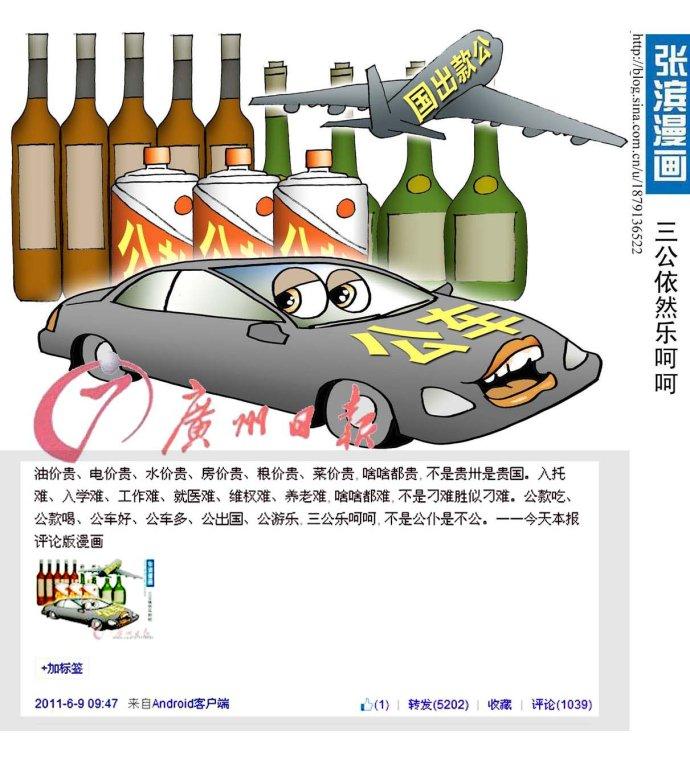 张滨漫画
http://blog.sina.com.cn/u/1879136522
三公依然乐呵呵
公款出国
公
公
公
公车
廣州日报
油价贵、电价贵、水价贵、房价贵、粮价贵、菜价贵,啥啥都贵,不是贵卅是贵国。入托
难、入学难、工作难、就医难、维权难、养老难,啥啥都难,不是刁难胜似刁难。公款吃、
公款喝、公车好、公车多、公出国、公游乐,三公乐呵呵,不是公仆是不公。——今天本报
评论版漫画
+加标签
2011-6-9 09:47 来自Android客户端 (1) | 转发(5202) | 收藏 | 评论(1039)